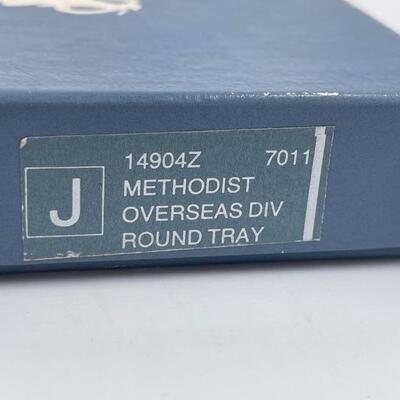 14904Z 7011
J
METHODIST
OVERSEAS DIV
ROUND TRAY